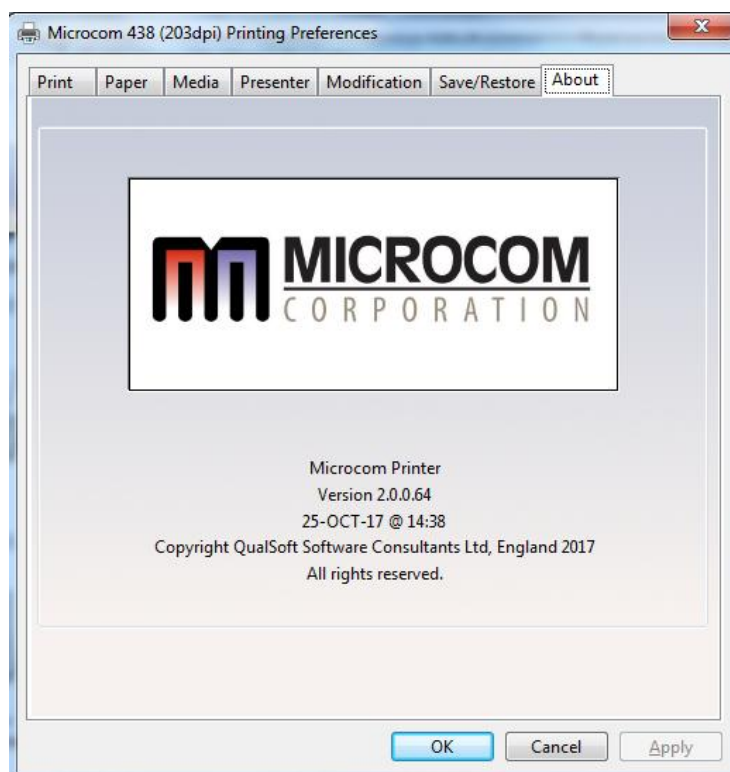 Microcom 438 (203dpi) Printing Preferences
Print Paper Media Presenter Modification Save/Restore About
MICROCOM
CORPORATION
Microcom Printer
Version 2.0.0.64
25-OCT-17 @ 14:38
Copyright QualSoft Software Consultants Ltd, England 2017
All rights reserved.
OK Cancel Apply